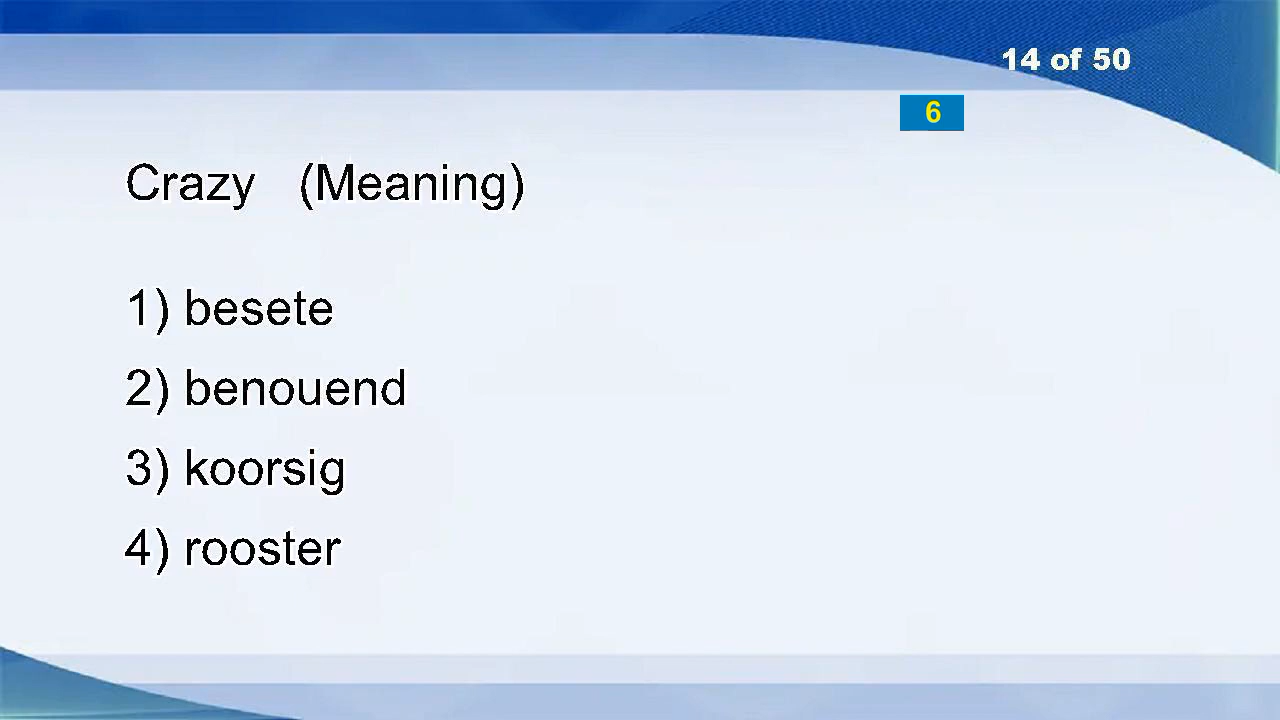 14 of 50
6
Crazy (Meaning)
1) besete
2) benouend
3) koorsig
4) rooster